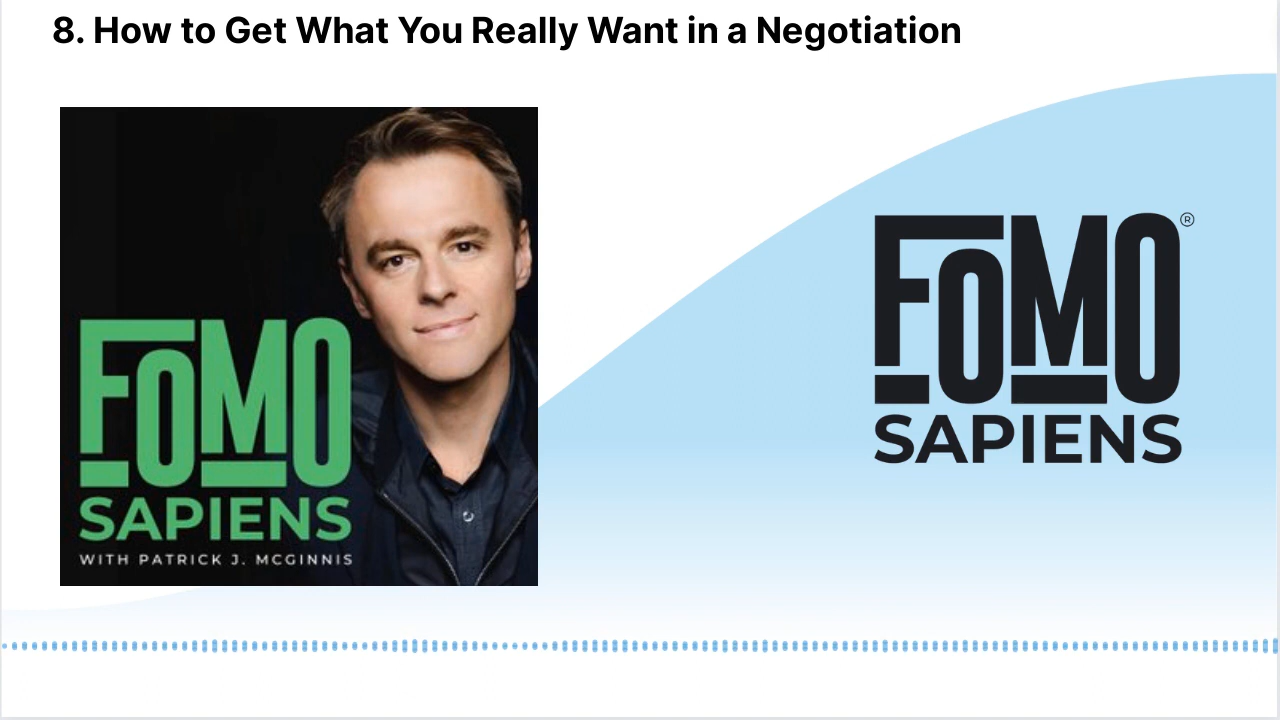 8. How to Get What You Really Want in a Negotiation
FOMO
SAPIENS
WITH PATRICK J. MCGINNIS
FOMO®
SAPIENS